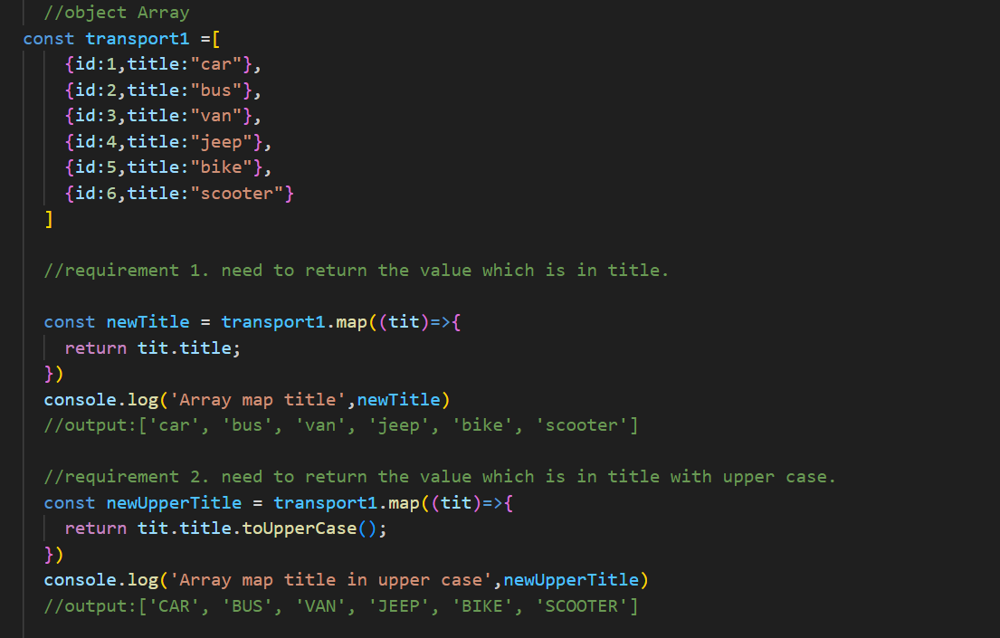 //object Array
const transport1 =[
{id:1,title:"car"},
{id:2,title:"bus"},
{id:3,title:"van"},
{id:4,title:"jeep"},
{id:5,title:"bike"},
{id:6,title:"scooter"}
]
//requirement 1. need to return the value which is in title.
const newTitle = transport1.map((tit)=>{
return tit.title;
})
console.log('Array map title',newTitle)
//output:['car', 'bus', 'van', 'jeep', 'bike', 'scooter']
//requirement 2. need to return the value which is in title with upper case.
const newUpperTitle = transport1.map((tit)=>{
return tit.title.toUpperCase();
})
console.log('Array map title in upper case',newUpperTitle)
//output:['CAR', 'BUS', 'VAN', 'JEEP', 'BIKE', 'SCOOTER']